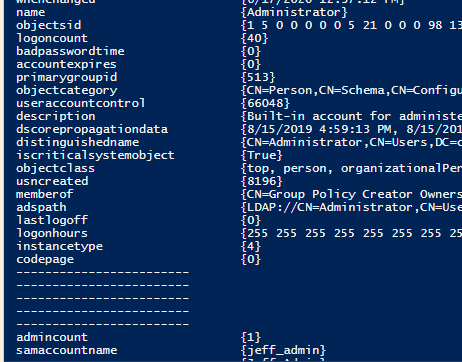 whenchanged {6/17/2020 12:57:12 PM}
name {Administrator}
objectsid {1 5 0 0 0 0 0 5 21 0 0 0 98 13
logoncount {40}
badpasswordtime {0}
accountexpires {0}
primarygroupid {513}
objectcategory {CN=Person,CN=Schema,CN=Configu
useraccountcontrol {66048}
description {Built-in account for administe
dscorepropagationdata {8/15/2019 4:59:13 PM, 8/15/201
distinguishedname {CN=Administrator,CN=Users,DC=
iscriticalsystemobject {True}
objectclass {top, person, organizationalPer
usncreated {8196}
memberof {CN=Group Policy Creator Owners
adspath {LDAP://CN=Administrator,CN=Use
lastlogoff {0}
logonhours {255 255 255 255 255 255 255 25
instancetype {4}
codepage {0}
------------------------
------------------------
------------------------
------------------------
------------------------
admincount {1}
samaccountname {jeff_admin}